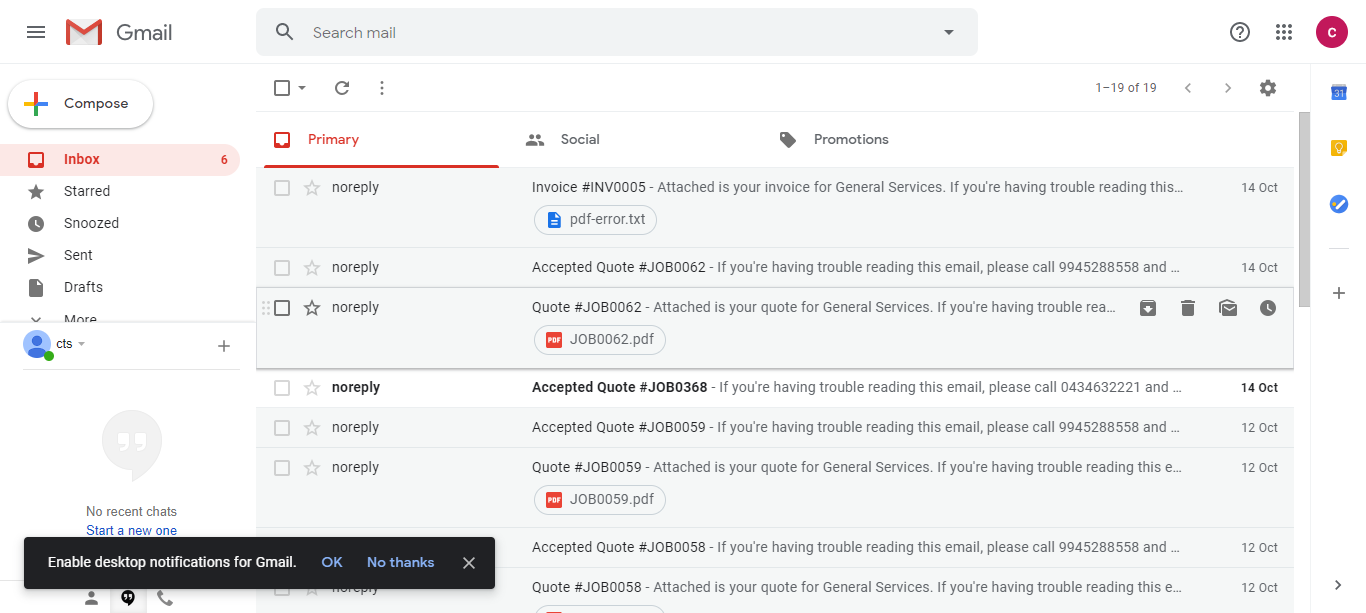 Gmail
Search mail
C
Compose
1–19 of 19
31
Inbox 6
Starred
Snoozed
Sent
Drafts
More
cts
No recent chats
Start a new one
Primary
Social
Promotions
noreply Invoice #INV0005 - Attached is your invoice for General Services. If you're having trouble reading this… 14 Oct
pdf-error.txt
noreply Accepted Quote #JOB0062 - If you're having trouble reading this email, please call 9945288558 and … 14 Oct
noreply Quote #JOB0062 - Attached is your quote for General Services. If you're having trouble rea…
PDF JOB0062.pdf
noreply Accepted Quote #JOB0368 - If you're having trouble reading this email, please call 0434632221 and … 14 Oct
noreply Accepted Quote #JOB0059 - If you're having trouble reading this email, please call 9945288558 and … 12 Oct
noreply Quote #JOB0059 - Attached is your quote for General Services. If you're having trouble reading this e… 12 Oct
PDF JOB0059.pdf
Accepted Quote #JOB0058 - If you're having trouble reading this email, please call 9945288558 and … 12 Oct
noreply Quote #JOB0058 - Attached is your quote for General Services. If you're having trouble reading this e… 12 Oct
Enable desktop notifications for Gmail. OK No thanks